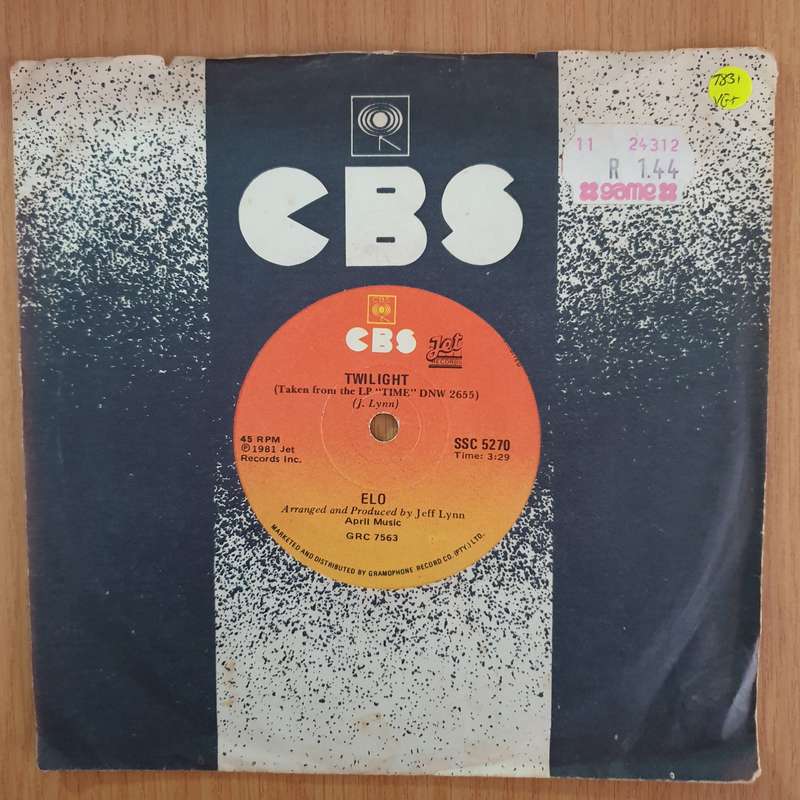 7831
VG+
11 24312
R 1.44
game
CBS
CBS
CBS
Jet
RECORDS
TWILIGHT
(Taken from the LP "TIME" DNW 2655)
(J. Lynn)
45 RPM
℗ 1981 Jet
Records Inc.
SSC 5270
Time: 3:29
ELO
Arranged and Produced by Jeff Lynn
April Music
GRC 7563
MARKETED AND DISTRIBUTED BY GRAMOPHONE RECORD CO. (PTY.) LTD.